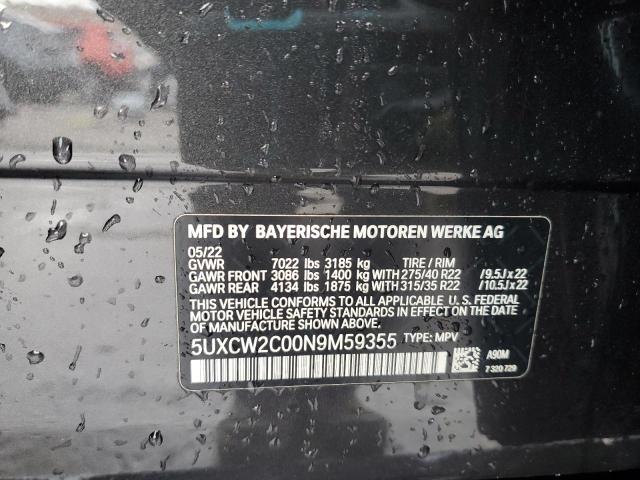 MFD BY BAYERISCHE MOTOREN WERKE AG
05/22
GVWR 7022 lbs 3185 kg TIRE / RIM
GAWR FRONT 3086 lbs 1400 kg WITH 275/40 R22 /9.5J x 22
GAWR REAR 4134 lbs 1875 kg WITH 315/35 R22 /10.5J x 22
THIS VEHICLE CONFORMS TO ALL APPLICABLE U.S. FEDERAL
MOTOR VEHICLE SAFETY STANDARDS IN EFFECT ON THE
DATE OF MANUFACTURE SHOWN ABOVE.
5UXCW2C00N9M59355 TYPE: MPV
A90M
7 320 729